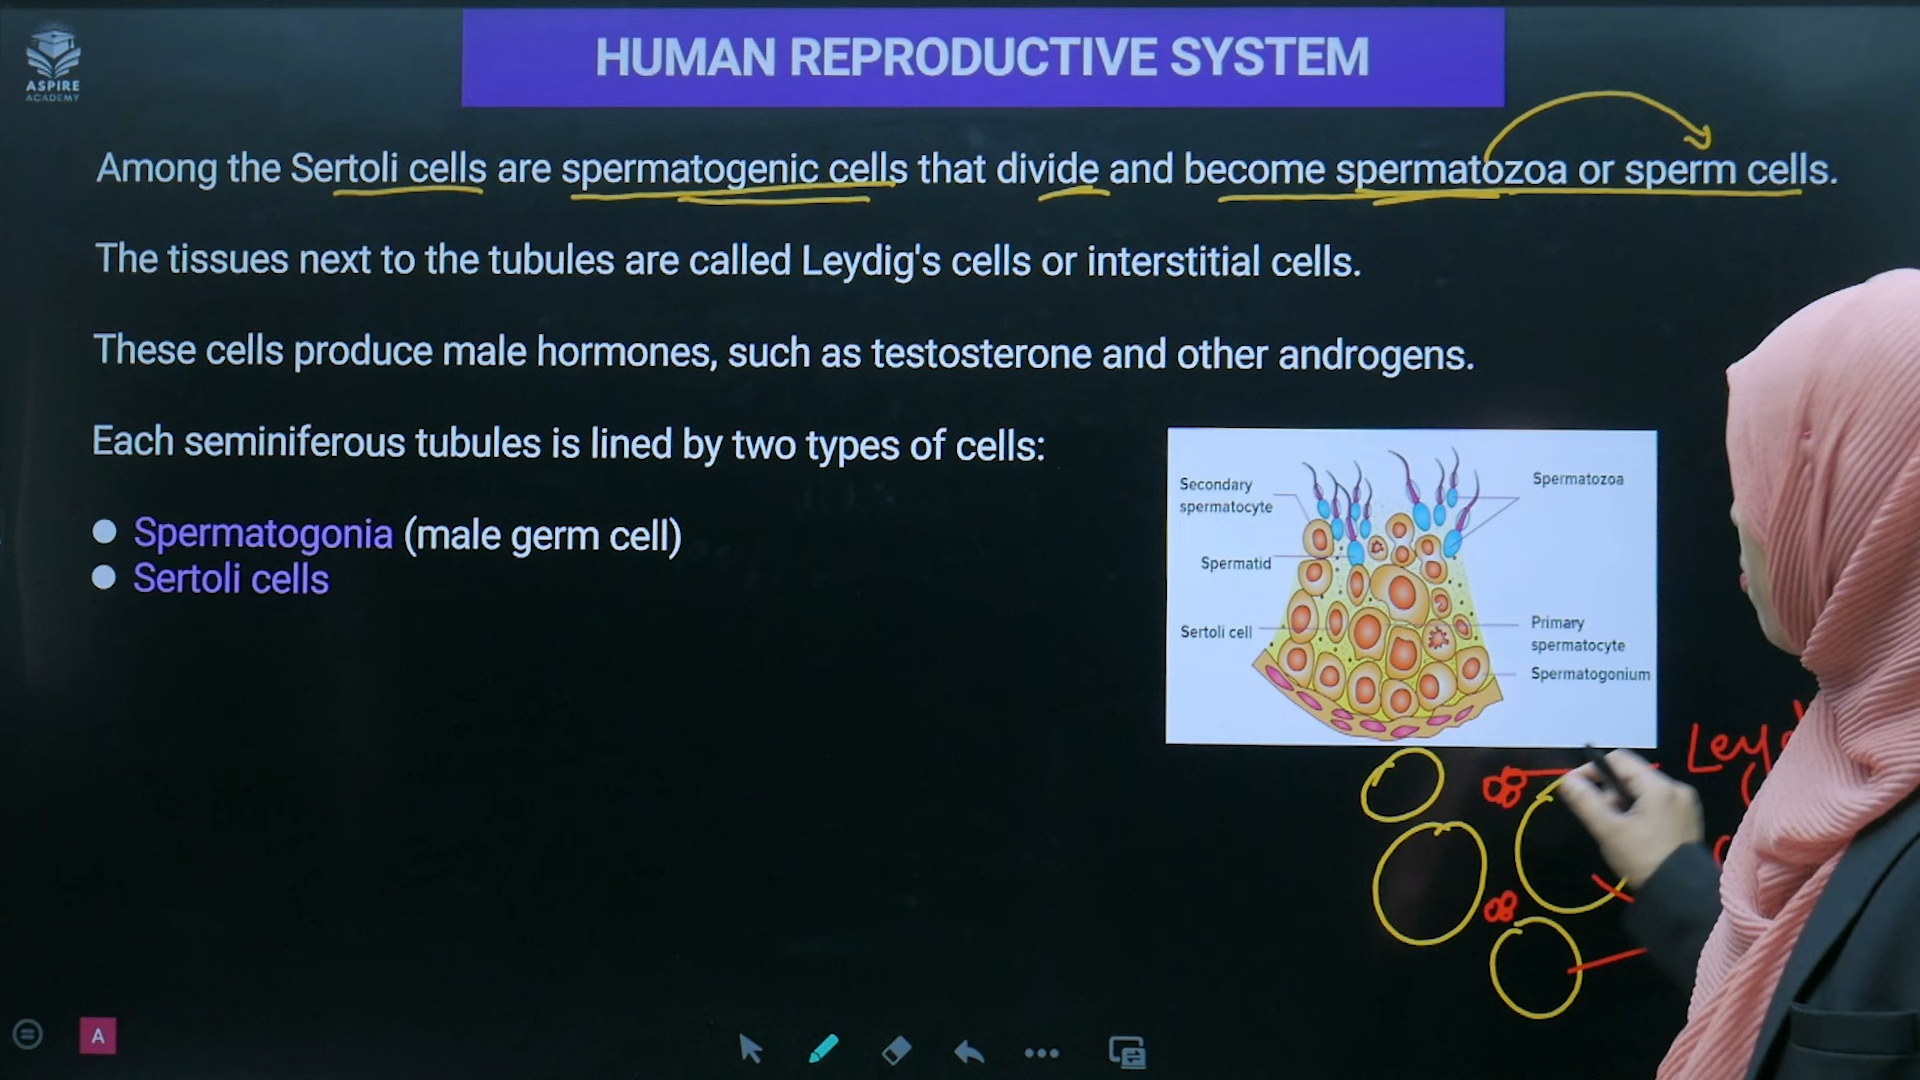 ASPIRE
ACADEMY
HUMAN REPRODUCTIVE SYSTEM
Among the Sertoli cells are spermatogenic cells that divide and become spermatozoa or sperm cells.
The tissues next to the tubules are called Leydig's cells or interstitial cells.
These cells produce male hormones, such as testosterone and other androgens.
Each seminiferous tubules is lined by two types of cells:
Spermatogonia (male germ cell)
Sertoli cells
Secondary
spermatocyte
Spermatid
Sertoli cell
Spermatozoa
Primary
spermatocyte
Spermatogonium
A